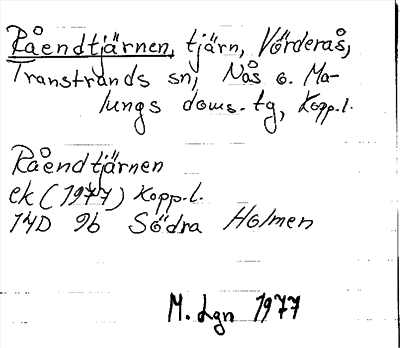 Råendtjärnen, tjärn, Vörderås,
Transtrands sn, Nås o. Ma-
lungs doms. tg, Kopp. l.
Råendtjärnen
ek (1977) Kopp. l.
14D 9b Södra Holmen
M. Lgn 1977